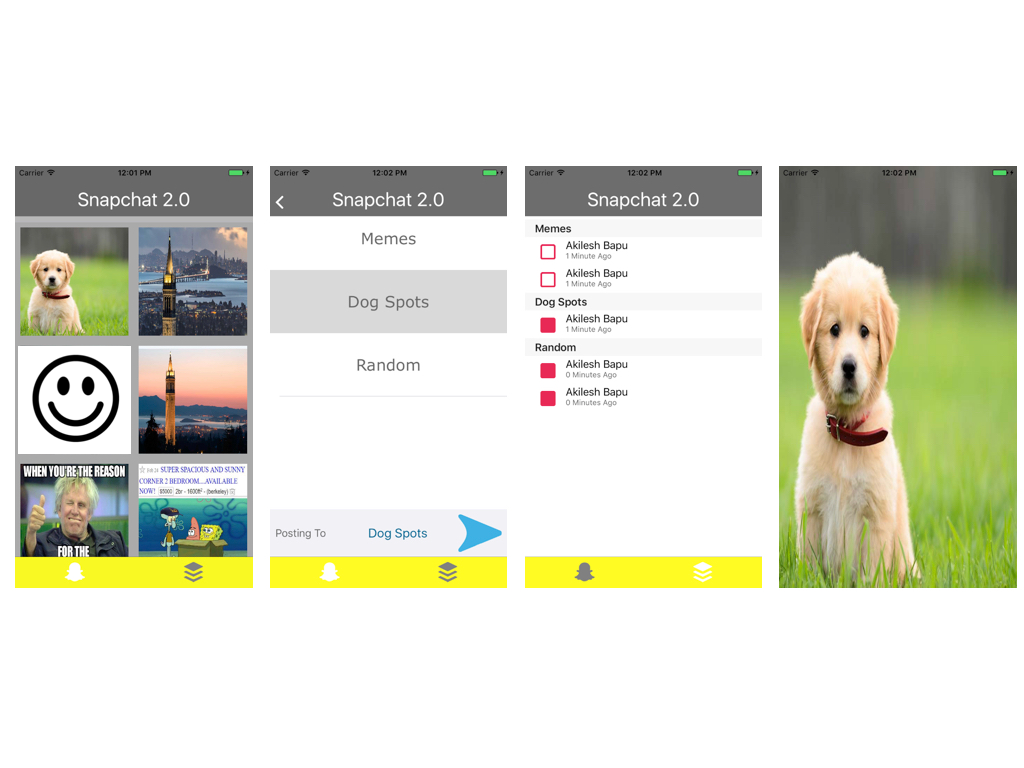 Carrier 12:01 PM
Snapchat 2.0
WHEN YOU'RE THE REASON
FOR THE
Feb 21 SUPER SPACIOUS AND SUNNY
CORNER 2 BEDROOM....AVAILABLE
NOW! $5000 2br - 1600ft² - (berkeley)
Carrier 12:02 PM
Snapchat 2.0
Memes
Dog Spots
Random
Posting To Dog Spots
Carrier 12:02 PM
Snapchat 2.0
Memes
Akilesh Bapu
1 Minute Ago
Akilesh Bapu
1 Minute Ago
Dog Spots
Akilesh Bapu
1 Minute Ago
Random
Akilesh Bapu
0 Minutes Ago
Akilesh Bapu
0 Minutes Ago
Carrier 12:02 PM